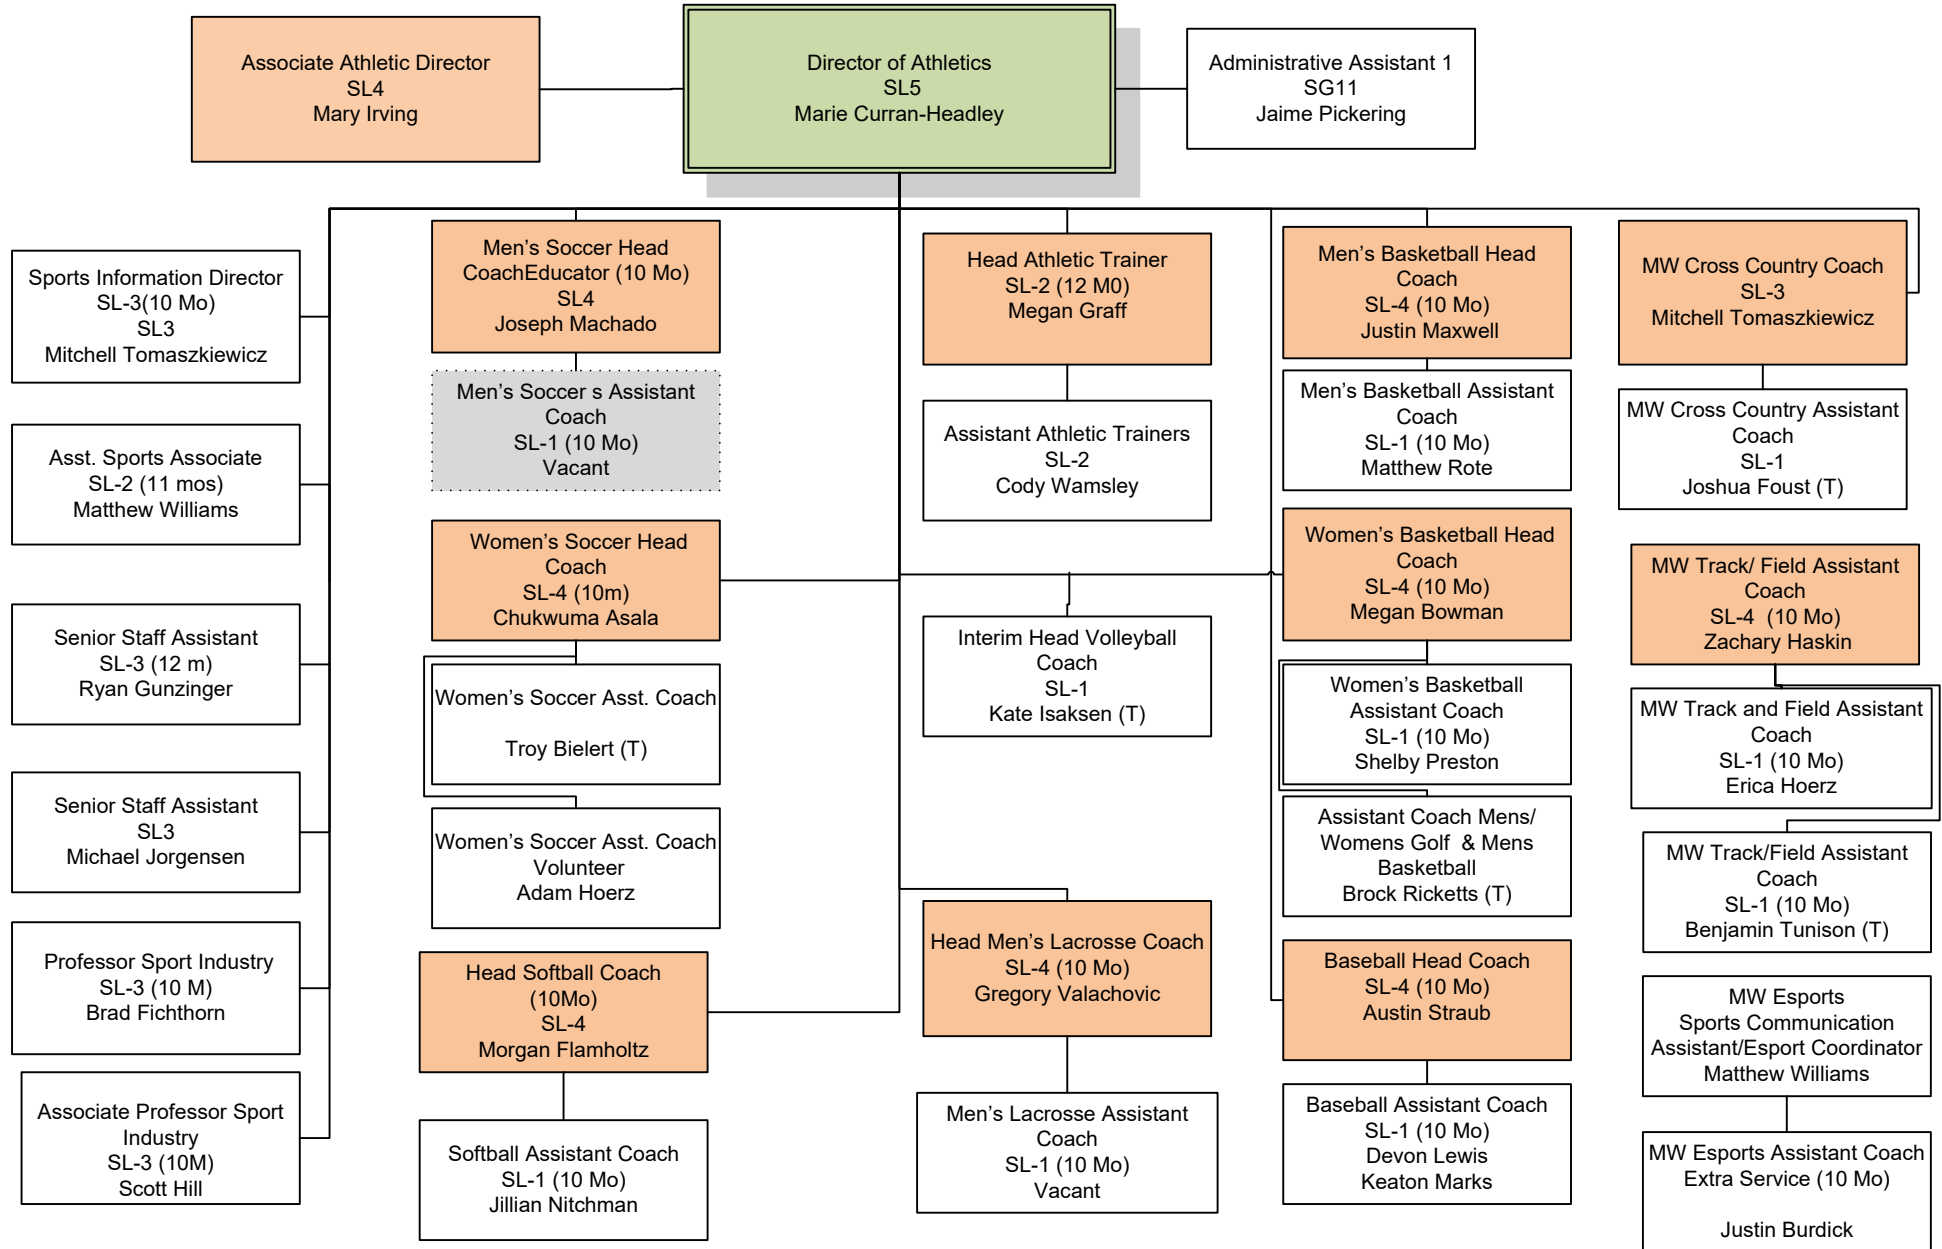 Associate Athletic Director
SL4
Mary Irving
Director of Athletics
SL5
Marie Curran-Headley
Administrative Assistant 1
SG11
Jaime Pickering
Sports Information Director
SL-3(10 Mo)
SL3
Mitchell Tomaszkiewicz
Asst. Sports Associate
SL-2 (11 mos)
Matthew Williams
Senior Staff Assistant
SL-3 (12 m)
Ryan Gunzinger
Senior Staff Assistant
SL3
Michael Jorgensen
Professor Sport Industry
SL-3 (10 M)
Brad Fichthorn
Associate Professor Sport
Industry
SL-3 (10M)
Scott Hill
Men’s Soccer Head
CoachEducator (10 Mo)
SL4
Joseph Machado
Men’s Soccer s Assistant
Coach
SL-1 (10 Mo)
Vacant
Women’s Soccer Head
Coach
SL-4 (10m)
Chukwuma Asala
Women’s Soccer Asst. Coach
Troy Bielert (T)
Women’s Soccer Asst. Coach
Volunteer
Adam Hoerz
Head Softball Coach
(10Mo)
SL-4
Morgan Flamholtz
Softball Assistant Coach
SL-1 (10 Mo)
Jillian Nitchman
Head Athletic Trainer
SL-2 (12 M0)
Megan Graff
Assistant Athletic Trainers
SL-2
Cody Wamsley
Interim Head Volleyball
Coach
SL-1
Kate Isaksen (T)
Head Men’s Lacrosse Coach
SL-4 (10 Mo)
Gregory Valachovic
Men’s Lacrosse Assistant
Coach
SL-1 (10 Mo)
Vacant
Men’s Basketball Head
Coach
SL-4 (10 Mo)
Justin Maxwell
Men’s Basketball Assistant
Coach
SL-1 (10 Mo)
Matthew Rote
Women’s Basketball Head
Coach
SL-4 (10 Mo)
Megan Bowman
Women’s Basketball
Assistant Coach
SL-1 (10 Mo)
Shelby Preston
Assistant Coach Mens/
Womens Golf & Mens
Basketball
Brock Ricketts (T)
Baseball Head Coach
SL-4 (10 Mo)
Austin Straub
Baseball Assistant Coach
SL-1 (10 Mo)
Devon Lewis
Keaton Marks
MW Cross Country Coach
SL-3
Mitchell Tomaszkiewicz
MW Cross Country Assistant
Coach
SL-1
Joshua Foust (T)
MW Track/ Field Assistant
Coach
SL-4 (10 Mo)
Zachary Haskin
MW Track and Field Assistant
Coach
SL-1 (10 Mo)
Erica Hoerz
MW Track/Field Assistant
Coach
SL-1 (10 Mo)
Benjamin Tunison (T)
MW Esports
Sports Communication
Assistant/Esport Coordinator
Matthew Williams
MW Esports Assistant Coach
Extra Service (10 Mo)
Justin Burdick